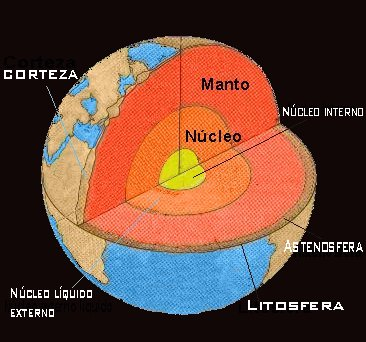 Corteza
CORTEZA
Manto
NÚCLEO INTERNO
Núcleo
ASTENOSFERA
NÚCLEO LÍQUIDO
EXTERNO
LITOSFERA